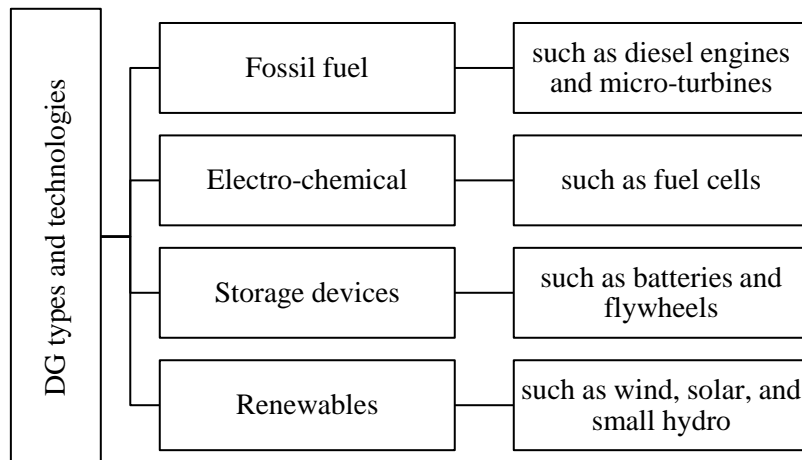 DG types and technologies
Fossil fuel
such as diesel engines
and micro-turbines
Electro-chemical
such as fuel cells
Storage devices
such as batteries and
flywheels
Renewables
such as wind, solar, and
small hydro